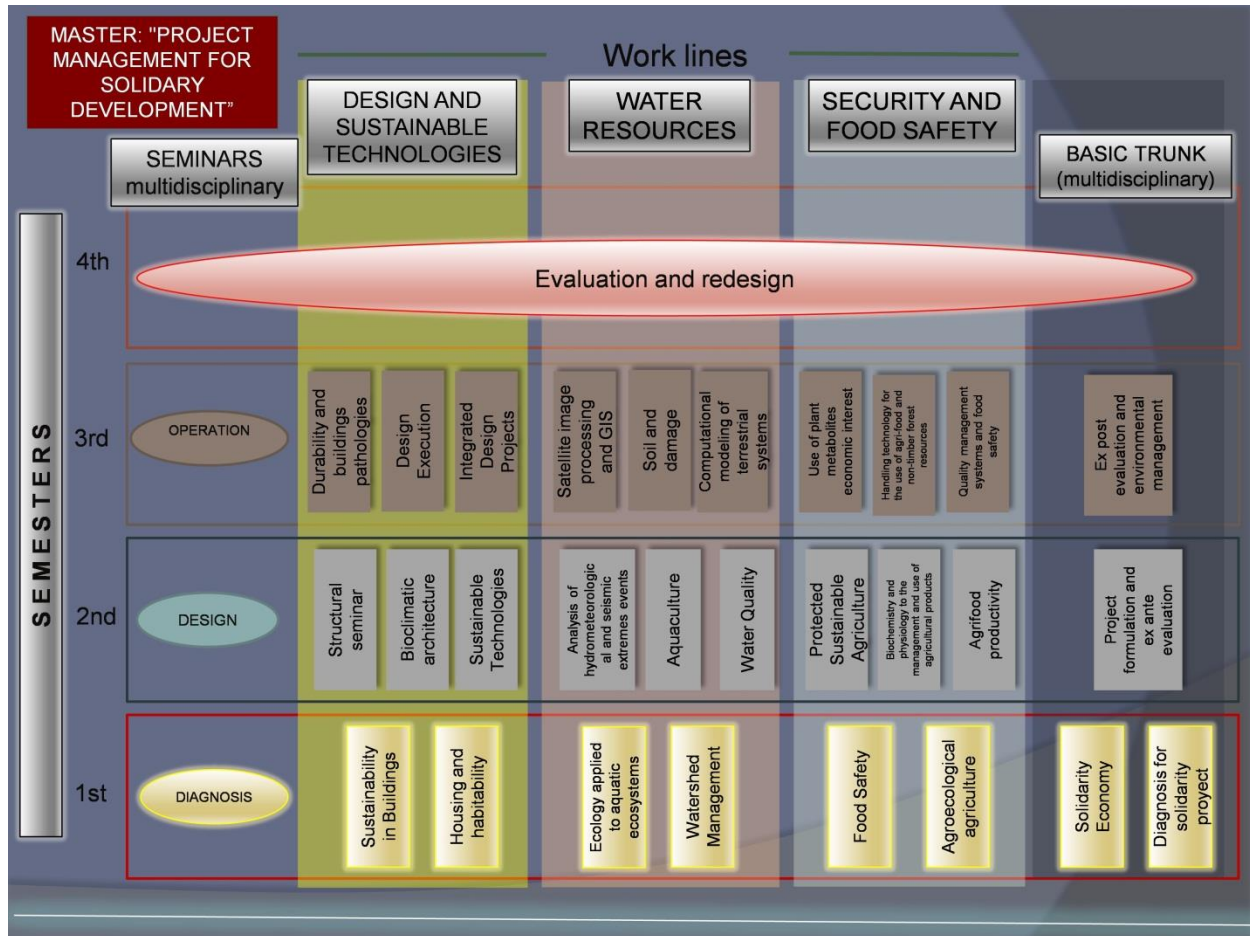 MASTER: "PROJECT
MANAGEMENT FOR
SOLIDARY
DEVELOPMENT”
Work lines
DESIGN AND
SUSTAINABLE
TECHNOLOGIES
WATER
RESOURCES
SECURITY AND
FOOD SAFETY
SEMINARS
multidisciplinary
BASIC TRUNK
(multidisciplinary)
SEMESTERS
4th
Evaluation and redesign
3rd
OPERATION
Durability and
buildings
pathologies
Design
Execution
Integrated
Design
Projects
Satellite image
processing
and GIS
Soil and
damage
Computational
modeling of
terrestrial
systems
Use of plant
metabolites
economic interest
Handling technology for
the use of agri-food and
non-timber forest
resources
Quality management
systems and food
safety
Ex post
evaluation and
environmental
management
2nd
DESIGN
Structural
seminar
Bioclimatic
architecture
Sustainable
Technologies
Analysis of
hydrometeorologic
al and seismic
extremes events
Aquaculture
Water Quality
Protected
Sustainable
Agriculture
Biochemistry and
physiology to the
management and use of
agricultural products
Agrifood
productivity
Project
formulation and
ex ante
evaluation
1st
DIAGNOSIS
Sustainability
in Buildings
Housing and
habitability
Ecology applied
to aquatic
ecosystems
Watershed
Management
Food Safety
Agroecological
agriculture
Solidarity
Economy
Diagnosis for
solidarity
proyect